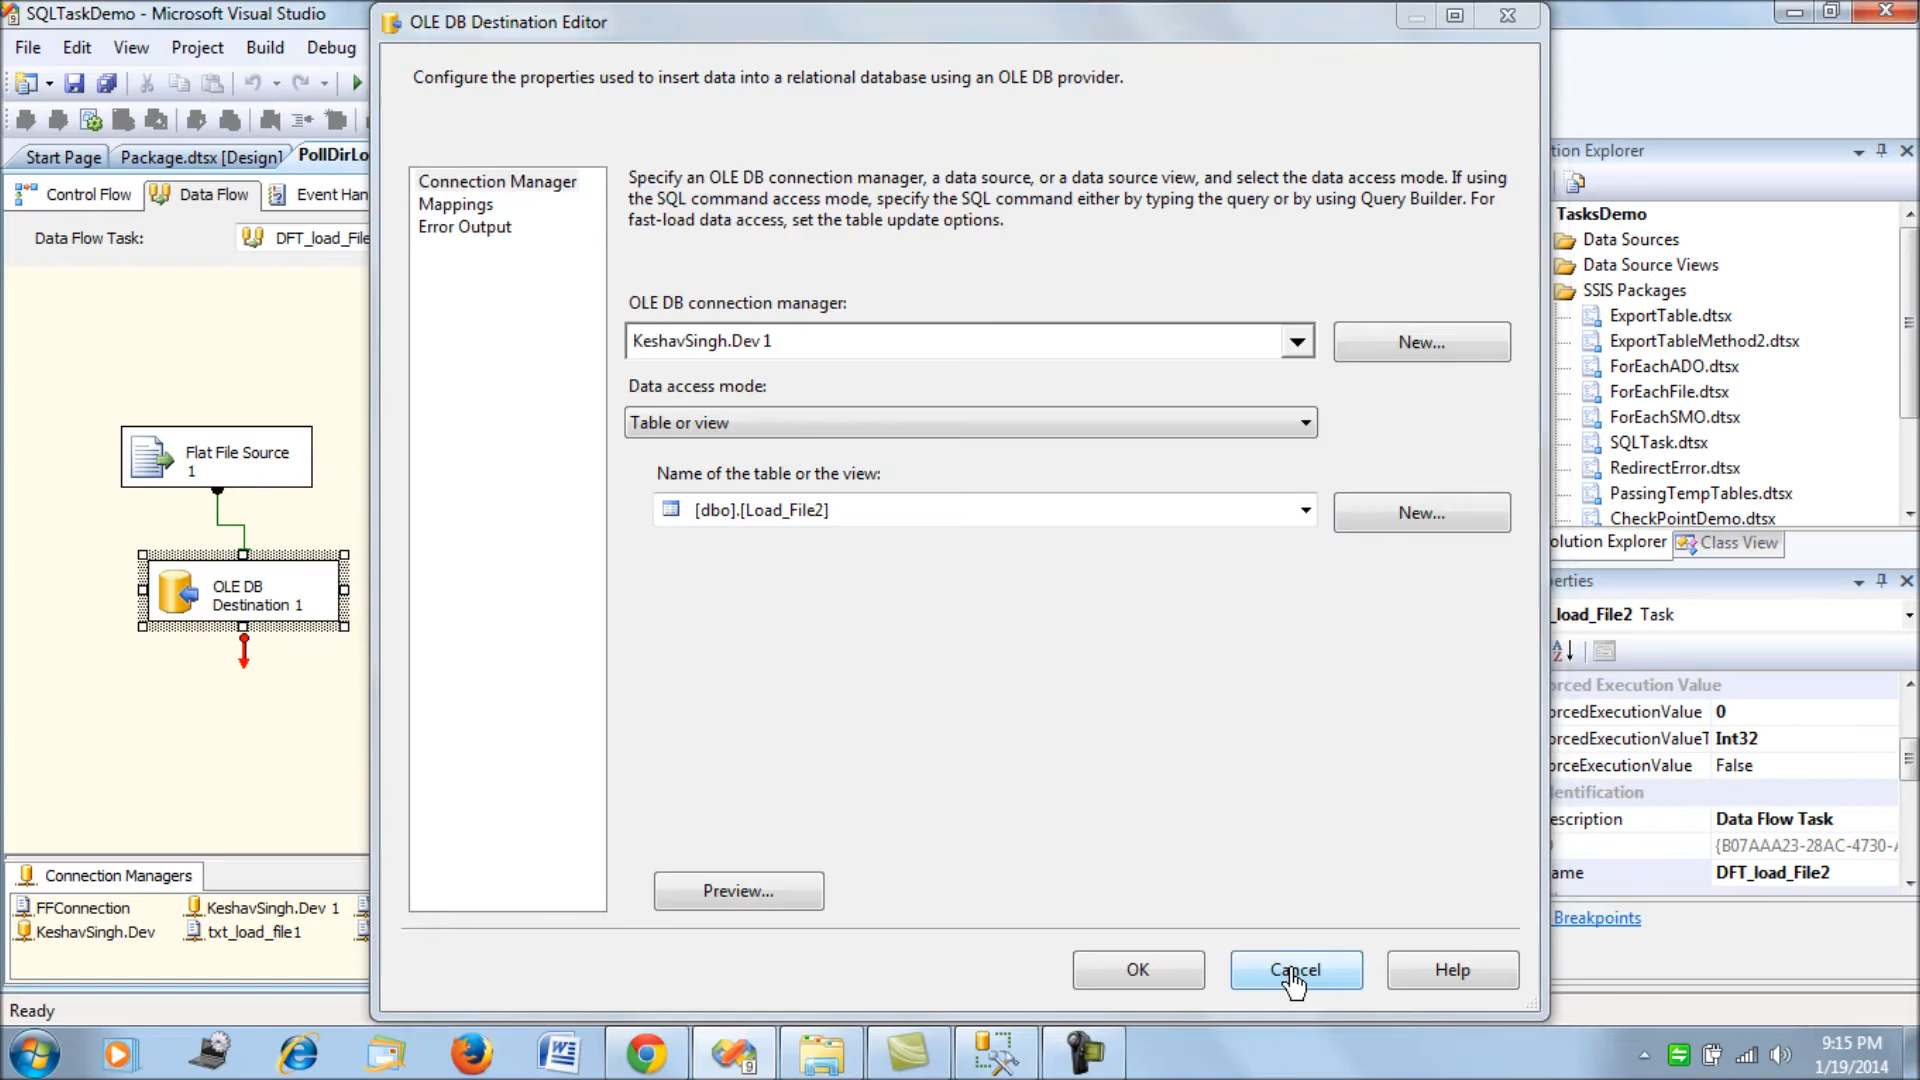 SQLTaskDemo - Microsoft Visual Studio
File Edit View Project Build Debug
Start Page Package.dtsx [Design] PollDirLo
Control Flow Data Flow Event Han
Data Flow Task: DFT_load_File
Flat File Source
1
OLE DB
Destination 1
Connection Managers
FFConnection KeshavSingh.Dev 1
KeshavSingh.Dev txt_load_file1
Ready
OLE DB Destination Editor
Configure the properties used to insert data into a relational database using an OLE DB provider.
Connection Manager
Mappings
Error Output
Specify an OLE DB connection manager, a data source, or a data source view, and select the data access mode. If using
the SQL command access mode, specify the SQL command either by typing the query or by using Query Builder. For
fast-load data access, set the table update options.
OLE DB connection manager:
KeshavSingh.Dev 1 New...
Data access mode:
Table or view
Name of the table or the view:
[dbo].[Load_File2] New...
Preview...
OK Cancel Help
tion Explorer
TasksDemo
Data Sources
Data Source Views
SSIS Packages
ExportTable.dtsx
ExportTableMethod2.dtsx
ForEachADO.dtsx
ForEachFile.dtsx
ForEachSMO.dtsx
SQLTask.dtsx
RedirectError.dtsx
PassingTempTables.dtsx
CheckPointDemo.dtsx
olution Explorer Class View
erties
_load_File2 Task
orced Execution Value
orcedExecutionValue 0
orcedExecutionValueT Int32
orceExecutionValue False
entification
escription Data Flow Task
{B07AAA23-28AC-4730-A
ame DFT_load_File2
Breakpoints
9:15 PM
1/19/2014